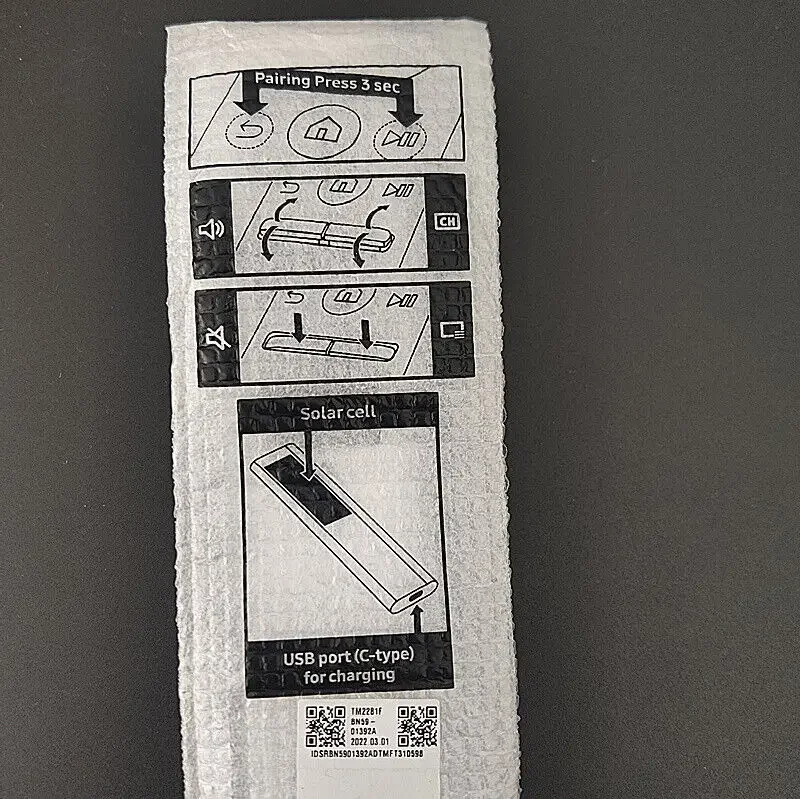 Pairing Press 3 sec
CH
Solar cell
USB port (C-type)
for charging
TM2281F
BN59-
01392A
2022.03.01
IDSRBN5901392ADTMFT310598